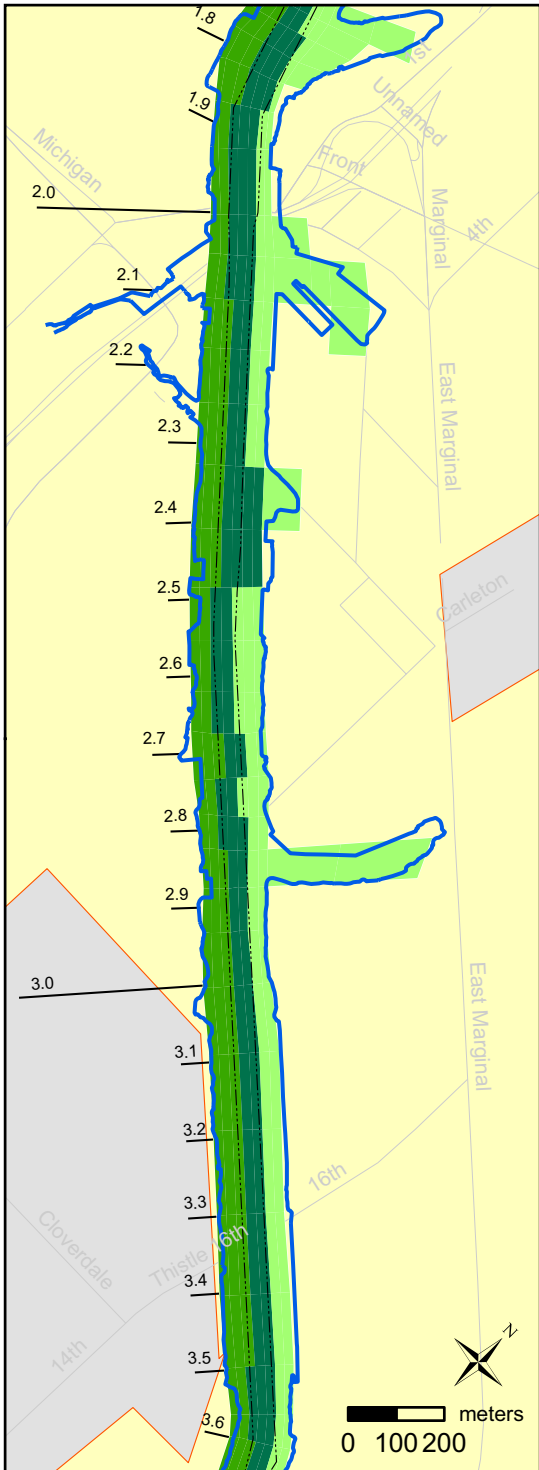 1.8
1st
1.9
Unnamed
Michigan
Front
2.0
Marginal
4th
2.1
2.2
East Marginal
2.3
2.4
2.5
Carleton
2.6
2.7
2.8
2.9
3.0
East Marginal
3.1
3.2
16th
3.3
Cloverdale
Thistle 16th
3.4
14th
N
3.5
3.6
meters
0 100 200